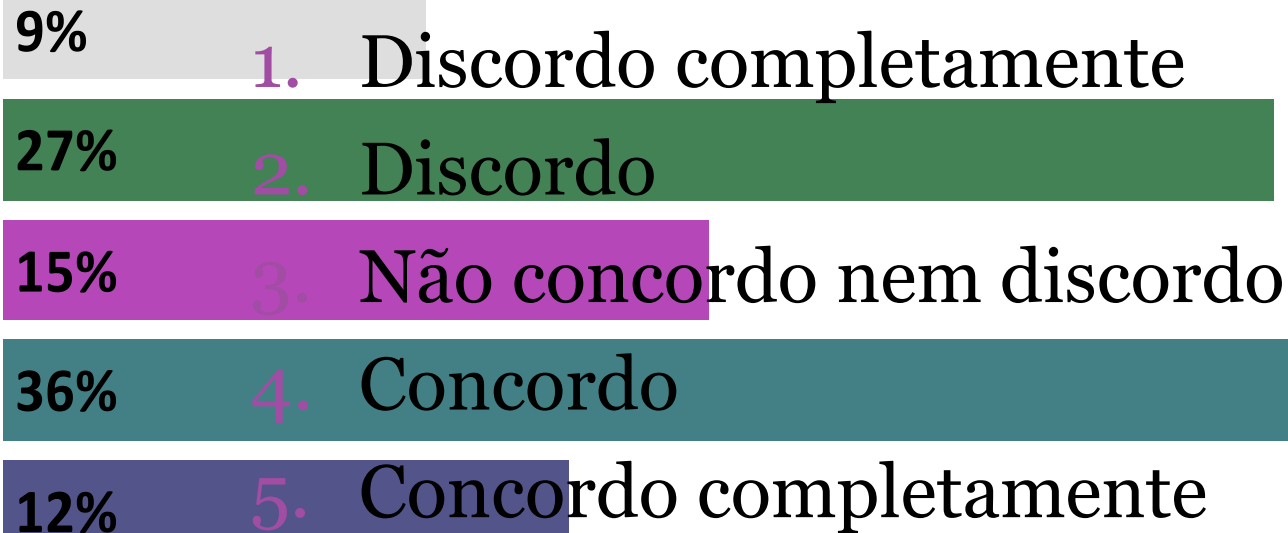 9% 1. Discordo completamente
27% 2. Discordo
15% 3. Não concordo nem discordo
36% 4. Concordo
12% 5. Concordo completamente